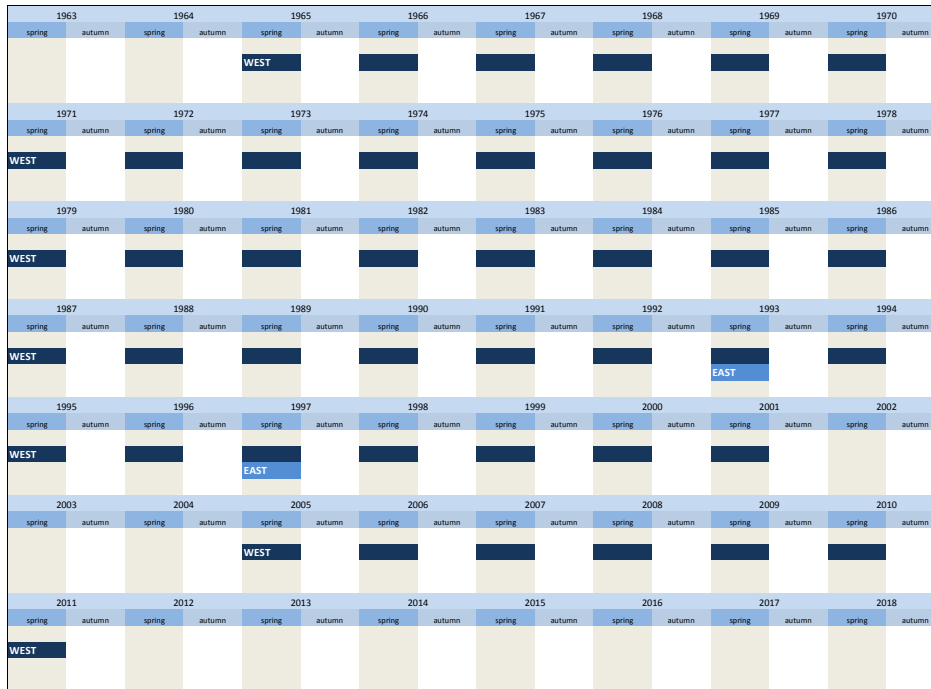 1963 1964 1965 1966 1967 1968 1969 1970
spring autumn spring autumn spring autumn spring autumn spring autumn spring autumn spring autumn spring autumn
WEST
1971 1972 1973 1974 1975 1976 1977 1978
spring autumn spring autumn spring autumn spring autumn spring autumn spring autumn spring autumn spring autumn
WEST
1979 1980 1981 1982 1983 1984 1985 1986
spring autumn spring autumn spring autumn spring autumn spring autumn spring autumn spring autumn spring autumn
WEST
1987 1988 1989 1990 1991 1992 1993 1994
spring autumn spring autumn spring autumn spring autumn spring autumn spring autumn spring autumn spring autumn
WEST
EAST
1995 1996 1997 1998 1999 2000 2001 2002
spring autumn spring autumn spring autumn spring autumn spring autumn spring autumn spring autumn spring autumn
WEST
EAST
2003 2004 2005 2006 2007 2008 2009 2010
spring autumn spring autumn spring autumn spring autumn spring autumn spring autumn spring autumn spring autumn
WEST
2011 2012 2013 2014 2015 2016 2017 2018
spring autumn spring autumn spring autumn spring autumn spring autumn spring autumn spring autumn spring autumn
WEST